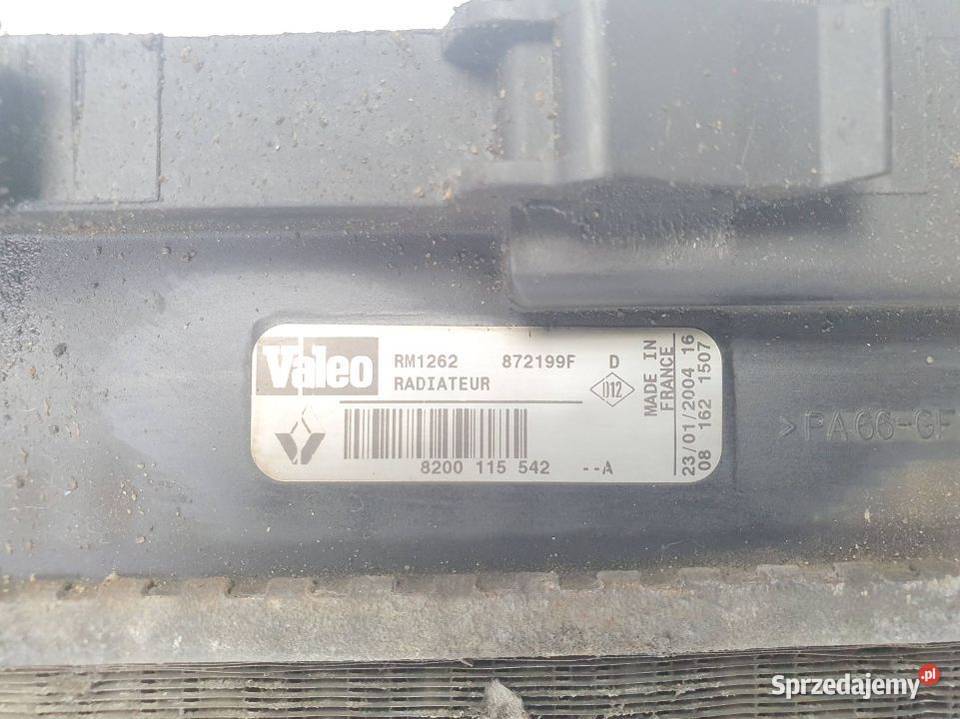 Valeo RM1262 872199F D
RADIATEUR D12
8200 115 542 --A
MADE IN
FRANCE
23/01/2004 16
08 162 1507
>PA66-GF
Sprzedajemy.pl